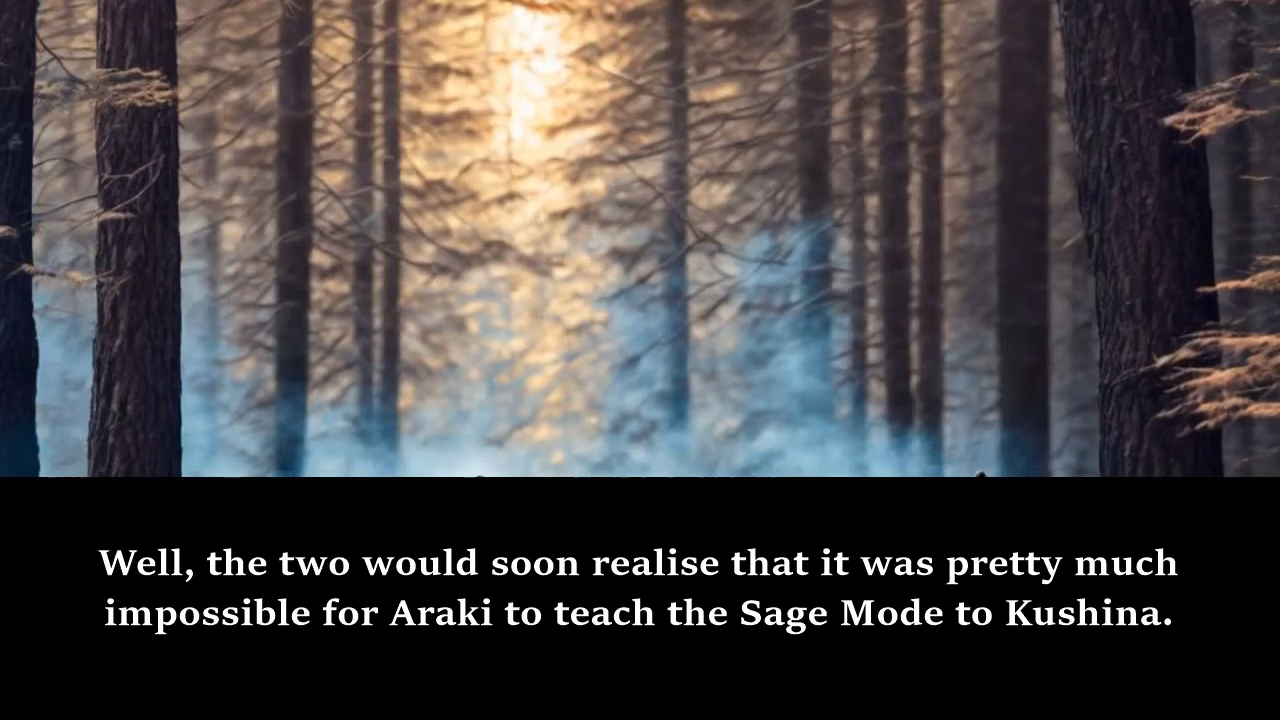 Well, the two would soon realise that it was pretty much
impossible for Araki to teach the Sage Mode to Kushina.